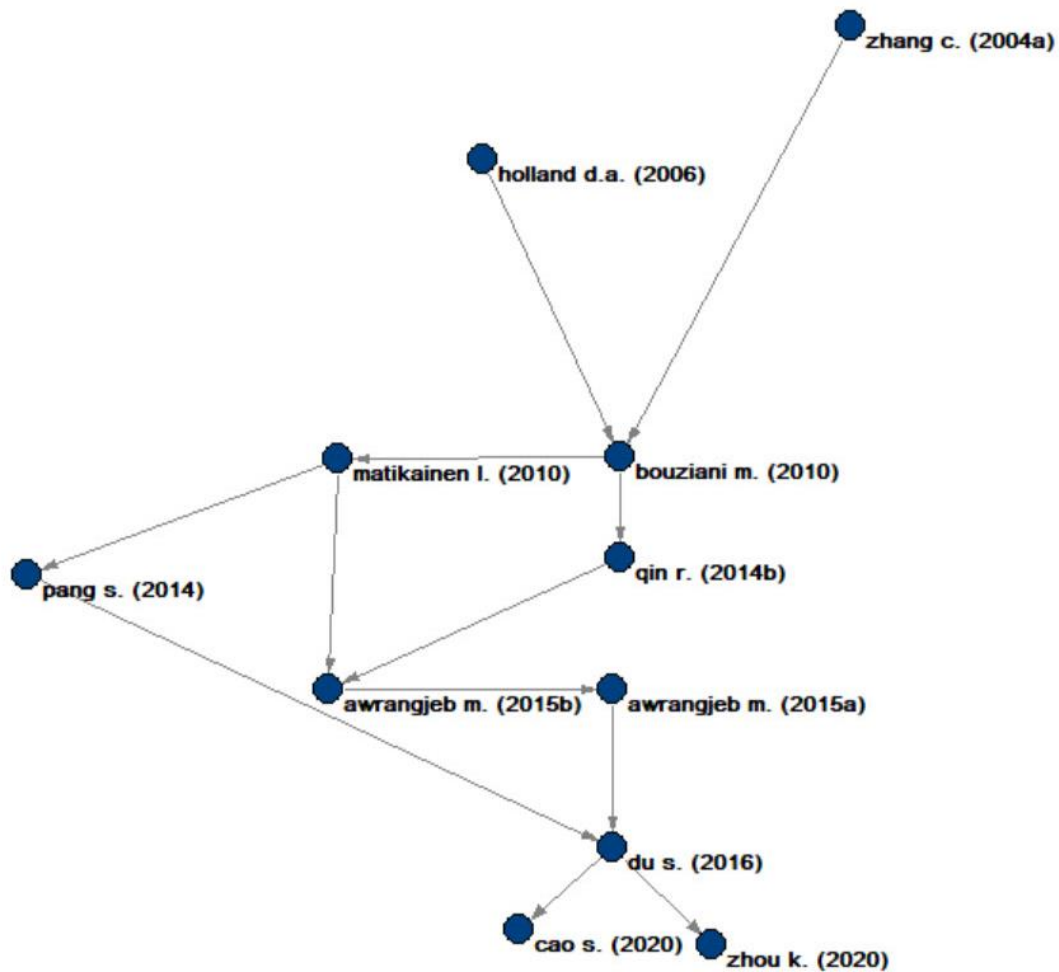 zhang c. (2004a)
holland d.a. (2006)
matikainen l. (2010)
bouziani m. (2010)
qin r. (2014b)
pang s. (2014)
awrangjeb m. (2015b)
awrangjeb m. (2015a)
du s. (2016)
cao s. (2020)
zhou k. (2020)